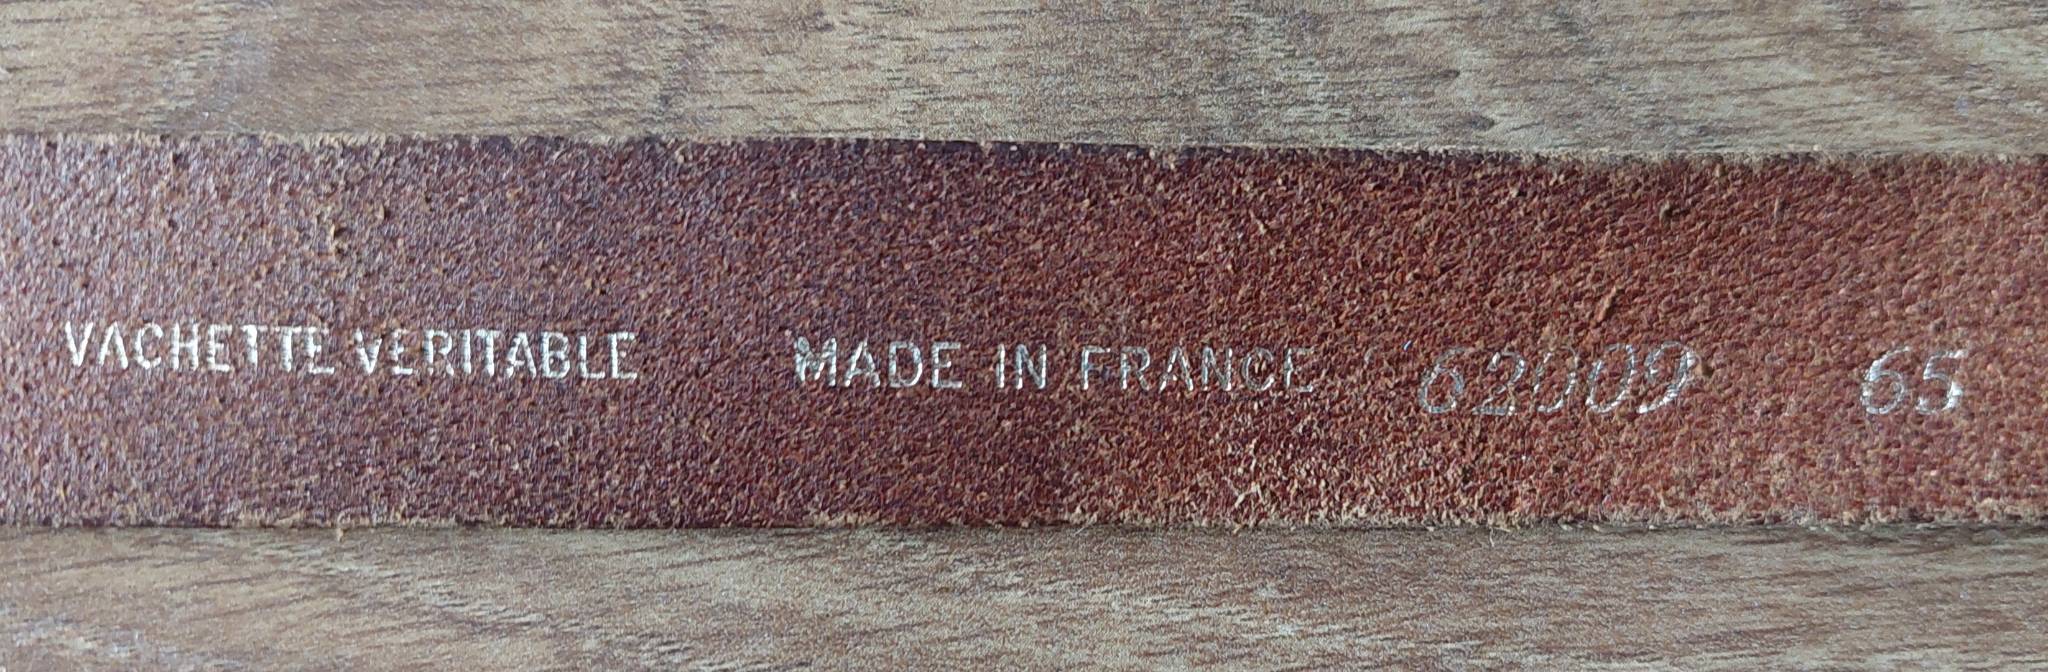 VACHETTE VERITABLE MADE IN FRANCE 62009 65